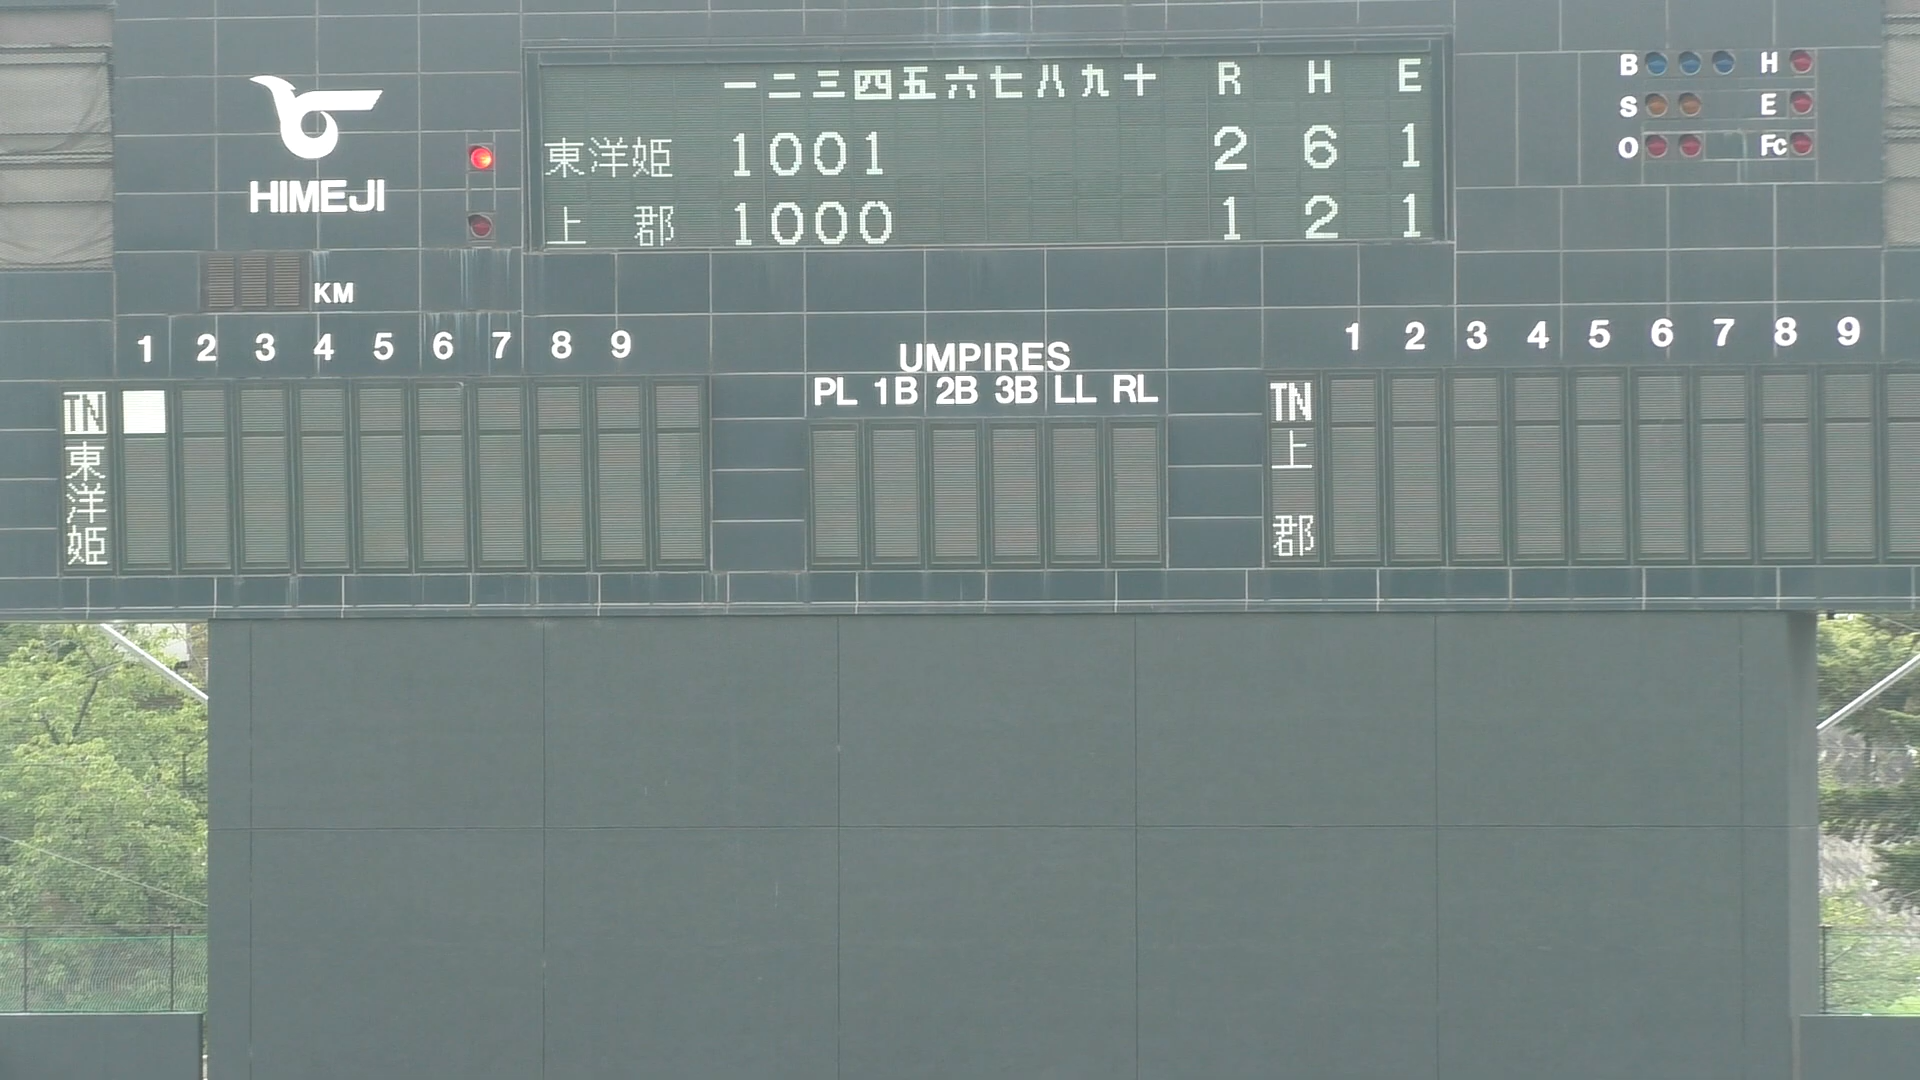 一二三四五六七八九十 R H E
東洋姫 1001 2 6 1
上郡 1000 1 2 1
HIMEJI
B H
S E
O Fc
KM
1 2 3 4 5 6 7 8 9
TN
東洋姫
UMPIRES
PL 1B 2B 3B LL RL
1 2 3 4 5 6 7 8 9
TN
上郡